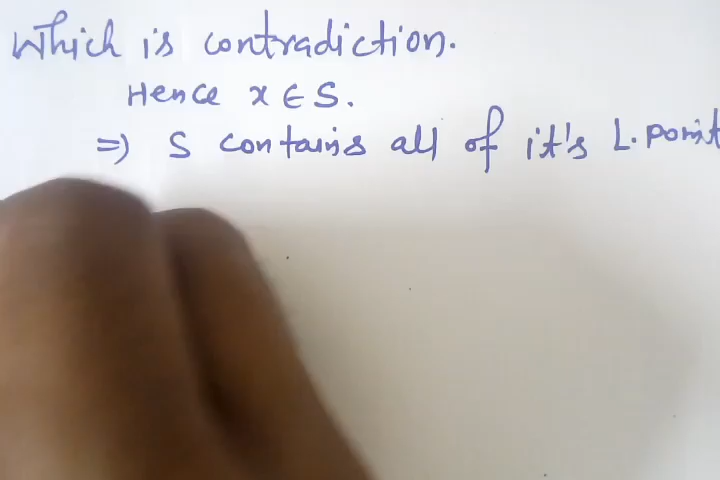 Which is contradiction.
Hence x ∈ S.
⇒ S contains all of it's L. point